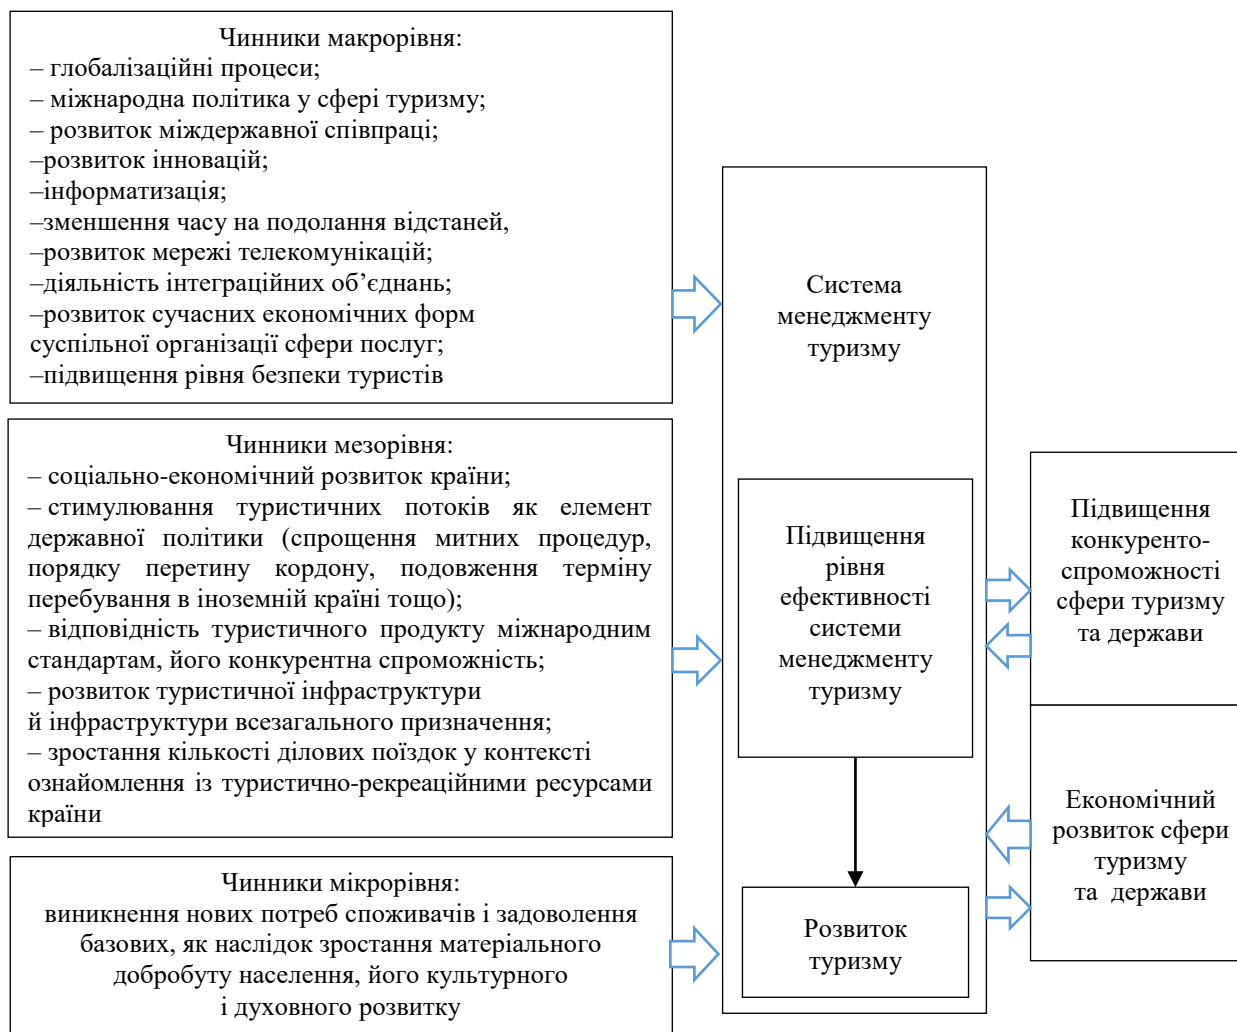 Чинники макрорівня:
– глобалізаційні процеси;
– міжнародна політика у сфері туризму;
– розвиток міждержавної співпраці;
–розвиток інновацій;
–інформатизація;
–зменшення часу на подолання відстаней,
–розвиток мережі телекомунікацій;
–діяльність інтеграційних об’єднань;
–розвиток сучасних економічних форм
суспільної організації сфери послуг;
–підвищення рівня безпеки туристів
Чинники мезорівня:
– соціально-економічний розвиток країни;
– стимулювання туристичних потоків як елемент
державної політики (спрощення митних процедур,
порядку перетину кордону, подовження терміну
перебування в іноземній країні тощо);
– відповідність туристичного продукту міжнародним
стандартам, його конкурентна спроможність;
– розвиток туристичної інфраструктури
й інфраструктури всезагального призначення;
– зростання кількості ділових поїздок у контексті
ознайомлення із туристично-рекреаційними ресурсами
країни
Чинники мікрорівня:
виникнення нових потреб споживачів і задоволення
базових, як наслідок зростання матеріального
добробуту населення, його культурного
і духовного розвитку
Система
менеджменту
туризму
Підвищення
рівня
ефективності
системи
менеджменту
туризму
Розвиток
туризму
Підвищення
конкуренто-
спроможності
сфери туризму
та держави
Економічний
розвиток сфери
туризму
та держави